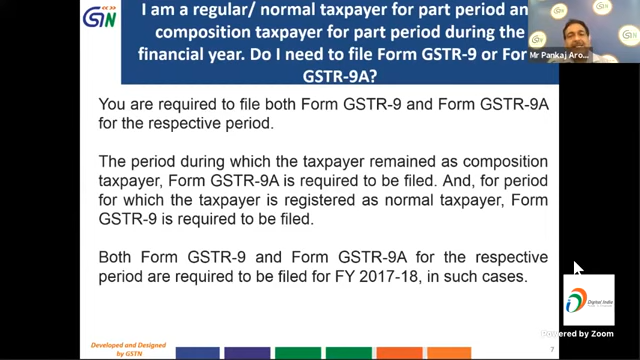 I am a regular/ normal taxpayer for part period an
composition taxpayer for part period during the
financial year. Do I need to file Form GSTR-9 or For
GSTR-9A?
GSTN
Mr Pankaj Aro...
You are required to file both Form GSTR-9 and Form GSTR-9A
for the respective period.
The period during which the taxpayer remained as composition
taxpayer, Form GSTR-9A is required to be filed. And, for period
for which the taxpayer is registered as normal taxpayer, Form
GSTR-9 is required to be filed.
Both Form GSTR-9 and Form GSTR-9A for the respective
period are required to be filed for FY 2017-18, in such cases.
Digital India
Powered by Zoom
Developed and Designed
by GSTN
7